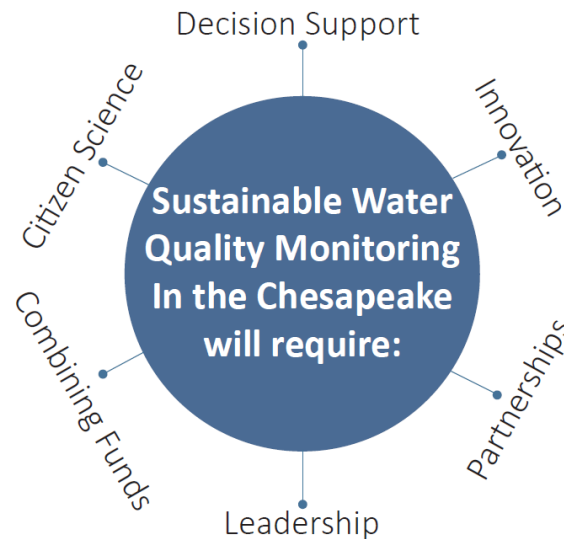 Decision Support
Innovation
Partnerships
Leadership
Combining Funds
Citizen Science
Sustainable Water
Quality Monitoring
In the Chesapeake
will require: